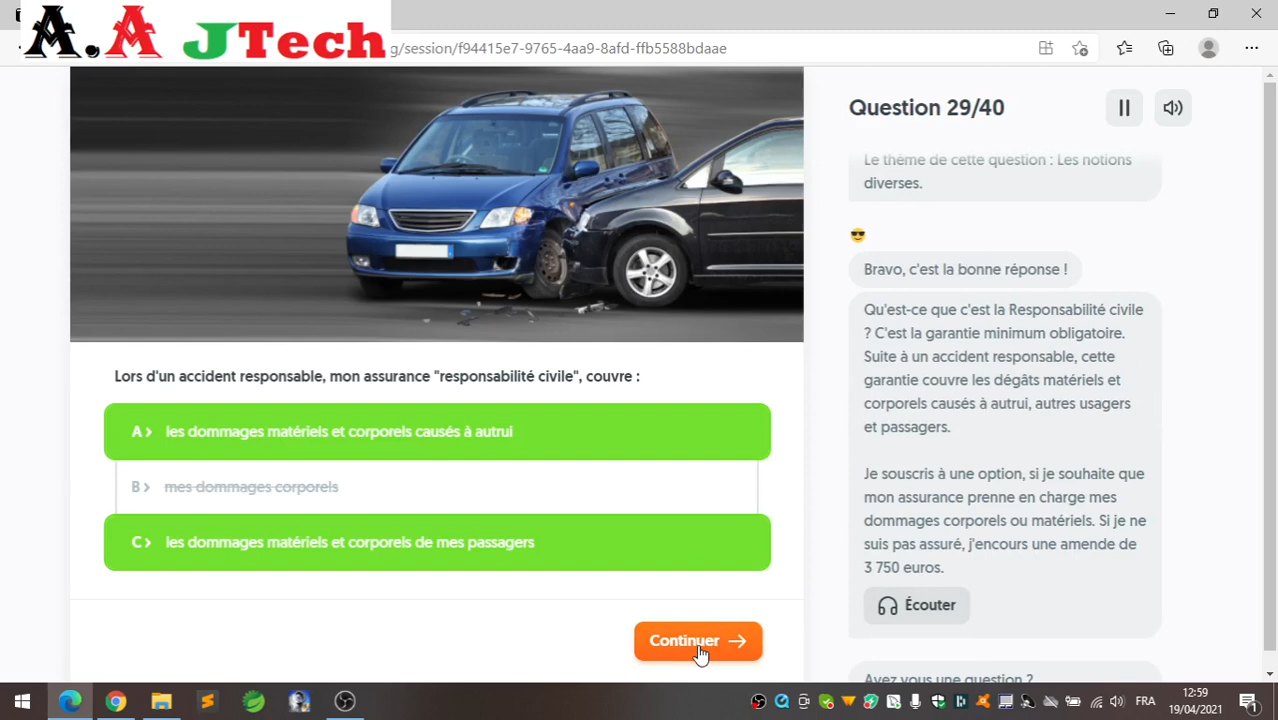 A.A JTech
g/session/f94415e7-9765-4aa9-8afd-ffb5588bdaae
Question 29/40
Le thème de cette question : Les notions
diverses.
Bravo, c'est la bonne réponse !
Qu'est-ce que c'est la Responsabilité civile
? C'est la garantie minimum obligatoire.
Suite à un accident responsable, cette
garantie couvre les dégâts matériels et
corporels causés à autrui, autres usagers
et passagers.
Je souscris à une option, si je souhaite que
mon assurance prenne en charge mes
dommages corporels ou matériels. Si je ne
suis pas assuré, j'encours une amende de
3 750 euros.
Écouter
Avez vous une question ?
Lors d'un accident responsable, mon assurance "responsabilité civile", couvre :
A > les dommages matériels et corporels causés à autrui
B > mes dommages corporels
C > les dommages matériels et corporels de mes passagers
Continuer
FRA
12:59
19/04/2021